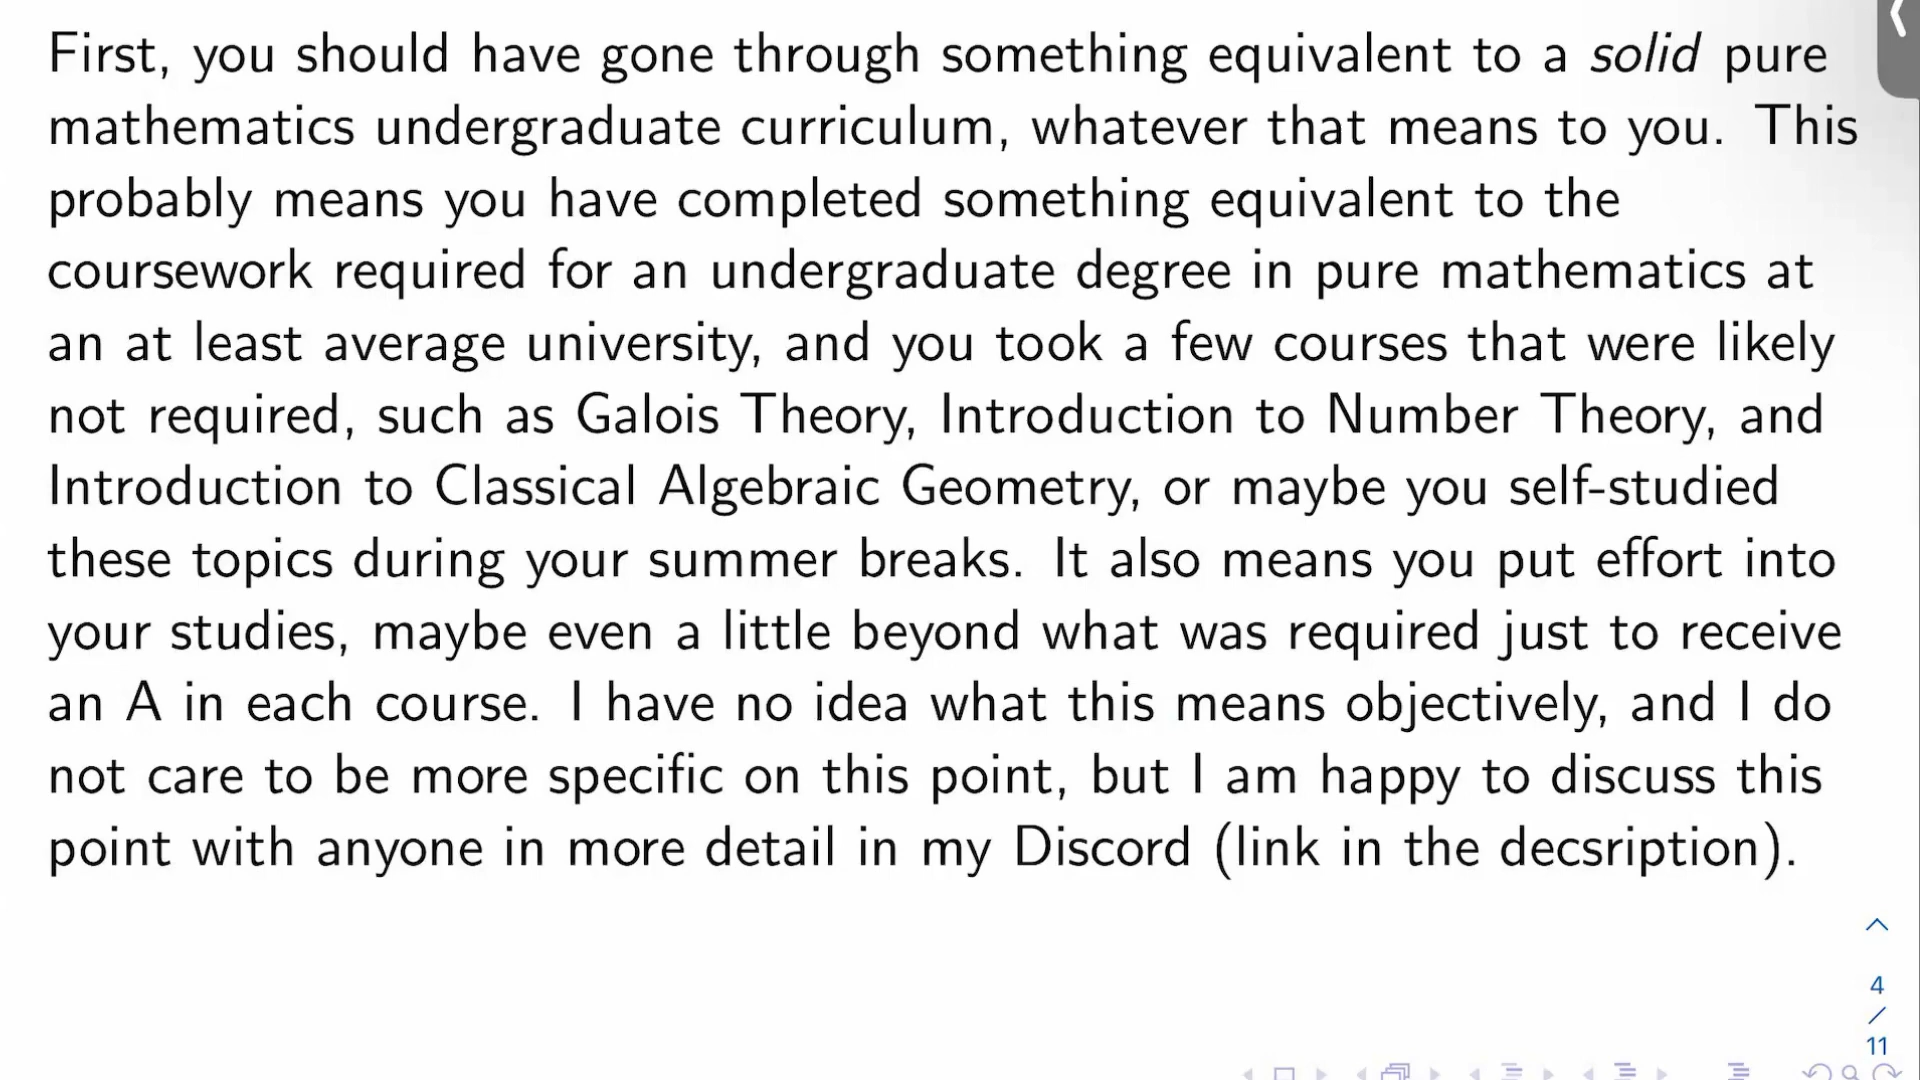 First, you should have gone through something equivalent to a solid pure
mathematics undergraduate curriculum, whatever that means to you. This
probably means you have completed something equivalent to the
coursework required for an undergraduate degree in pure mathematics at
an at least average university, and you took a few courses that were likely
not required, such as Galois Theory, Introduction to Number Theory, and
Introduction to Classical Algebraic Geometry, or maybe you self-studied
these topics during your summer breaks. It also means you put effort into
your studies, maybe even a little beyond what was required just to receive
an A in each course. I have no idea what this means objectively, and I do
not care to be more specific on this point, but I am happy to discuss this
point with anyone in more detail in my Discord (link in the decsription).
4
/
11